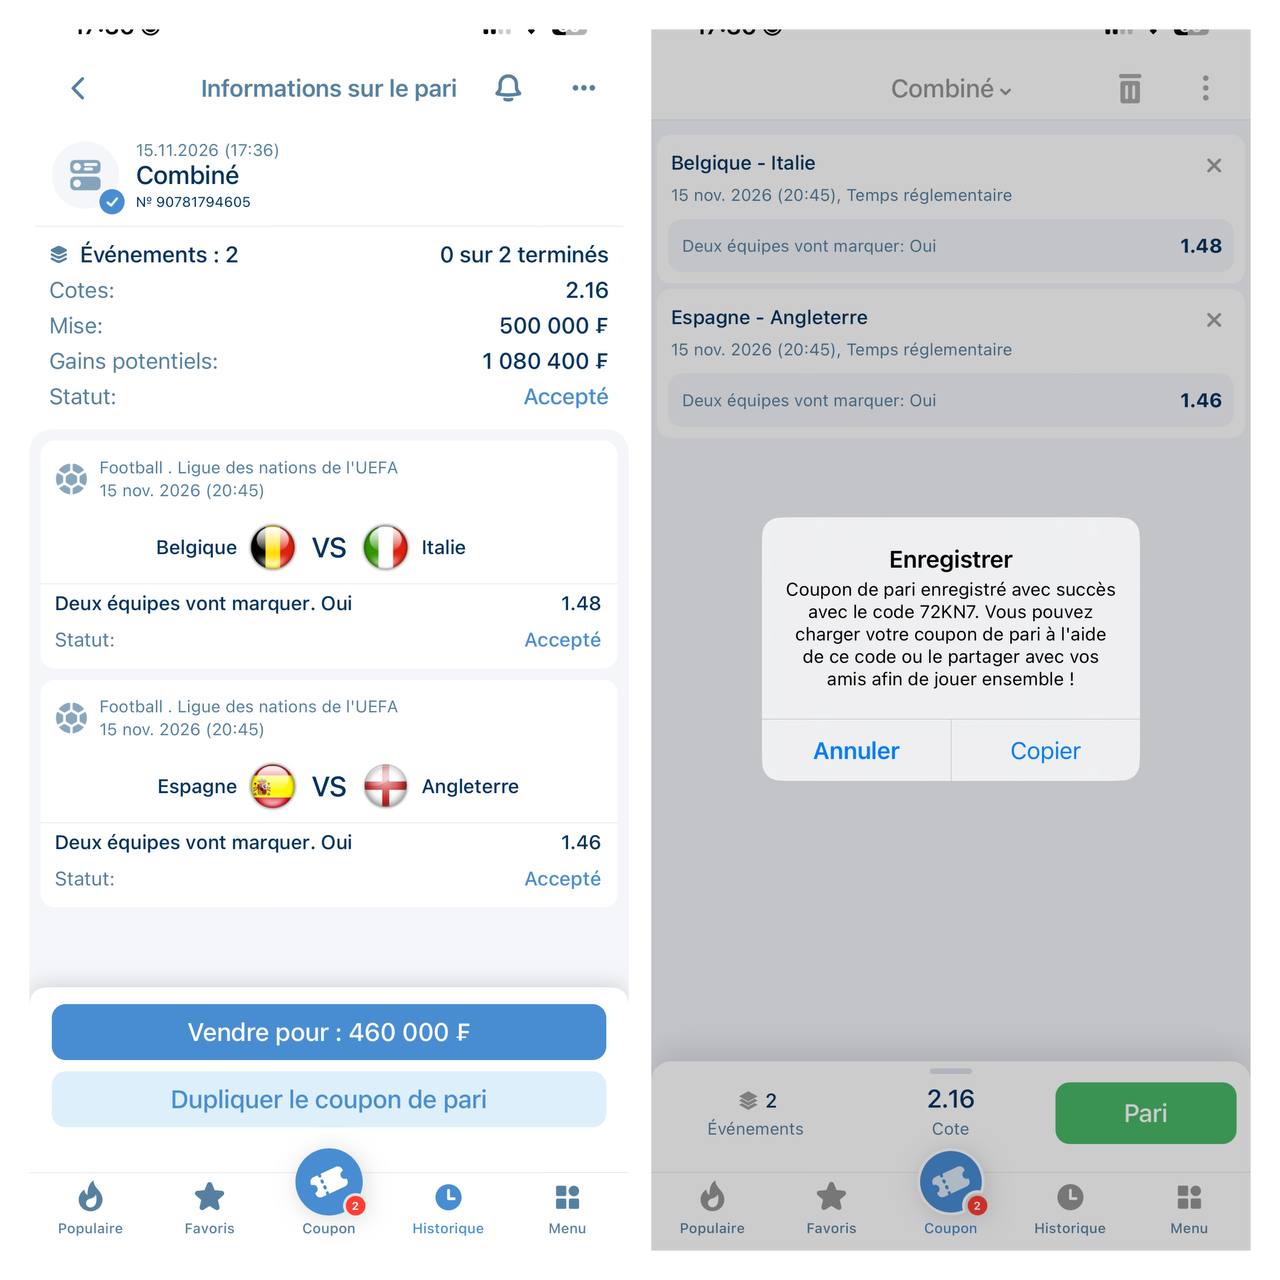 Informations sur le pari
15.11.2026 (17:36)
Combiné
Nº 90781794605
Événements : 2
0 sur 2 terminés
Cotes:
2.16
Mise:
500 000 ₣
Gains potentiels:
1 080 400 ₣
Statut:
Accepté
Football . Ligue des nations de l'UEFA
15 nov. 2026 (20:45)
Belgique VS Italie
Deux équipes vont marquer. Oui
1.48
Statut:
Accepté
Football . Ligue des nations de l'UEFA
15 nov. 2026 (20:45)
Espagne VS Angleterre
Deux équipes vont marquer. Oui
1.46
Statut:
Accepté
Vendre pour : 460 000 ₣
Dupliquer le coupon de pari
2
Populaire
Favoris
Coupon
Historique
Menu
Combiné
Belgique - Italie
15 nov. 2026 (20:45), Temps réglementaire
Deux équipes vont marquer: Oui
1.48
Espagne - Angleterre
15 nov. 2026 (20:45), Temps réglementaire
Deux équipes vont marquer: Oui
1.46
Enregistrer
Coupon de pari enregistré avec succès
avec le code 72KN7. Vous pouvez
charger votre coupon de pari à l'aide
de ce code ou le partager avec vos
amis afin de jouer ensemble !
Annuler
Copier
2
Événements
2.16
Cote
Pari
2
Populaire
Favoris
Coupon
Historique
Menu